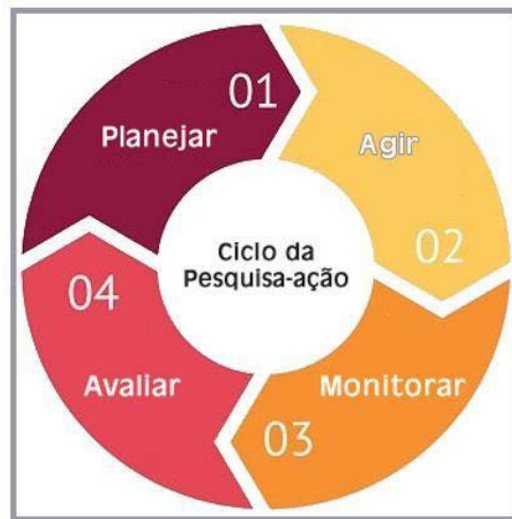 01
Planejar
Agir
02
Ciclo da
Pesquisa-ação
04
Avaliar
Monitorar
03